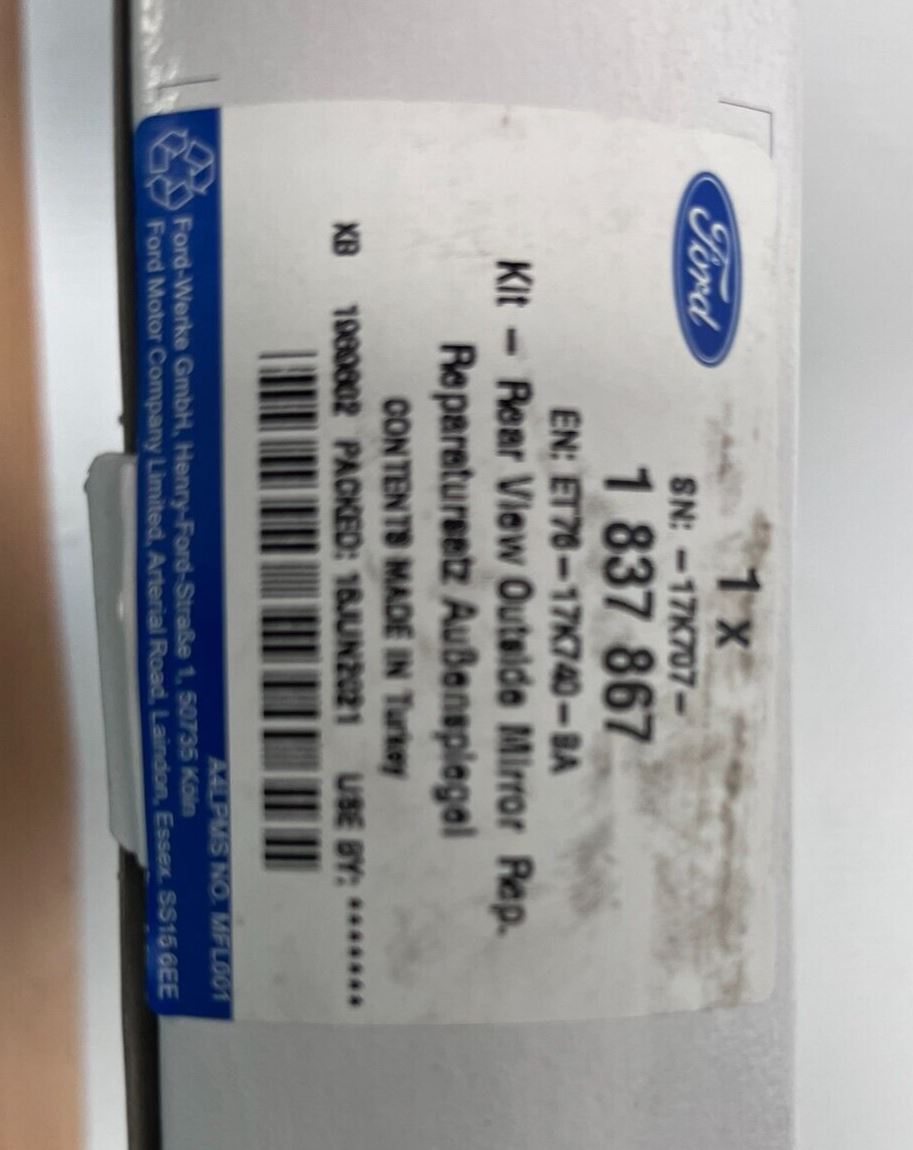 Ford
1 x
SN: -17K707-
1 837 867
EN: ET76-17K740-BA
Kit - Rear View Outside Mirror Rep.
Reparatursatz Außenspiegel
CONTENTS MADE IN Turkey
XB PACKED: 16JUN2021 USE BY: *******
A4LPMS NO. MFL001
Ford-Werke GmbH, Henry-Ford-Straße 1, 50735 Köln
Ford Motor Company Limited, Arterial Road, Laindon, Essex. SS15 6EE